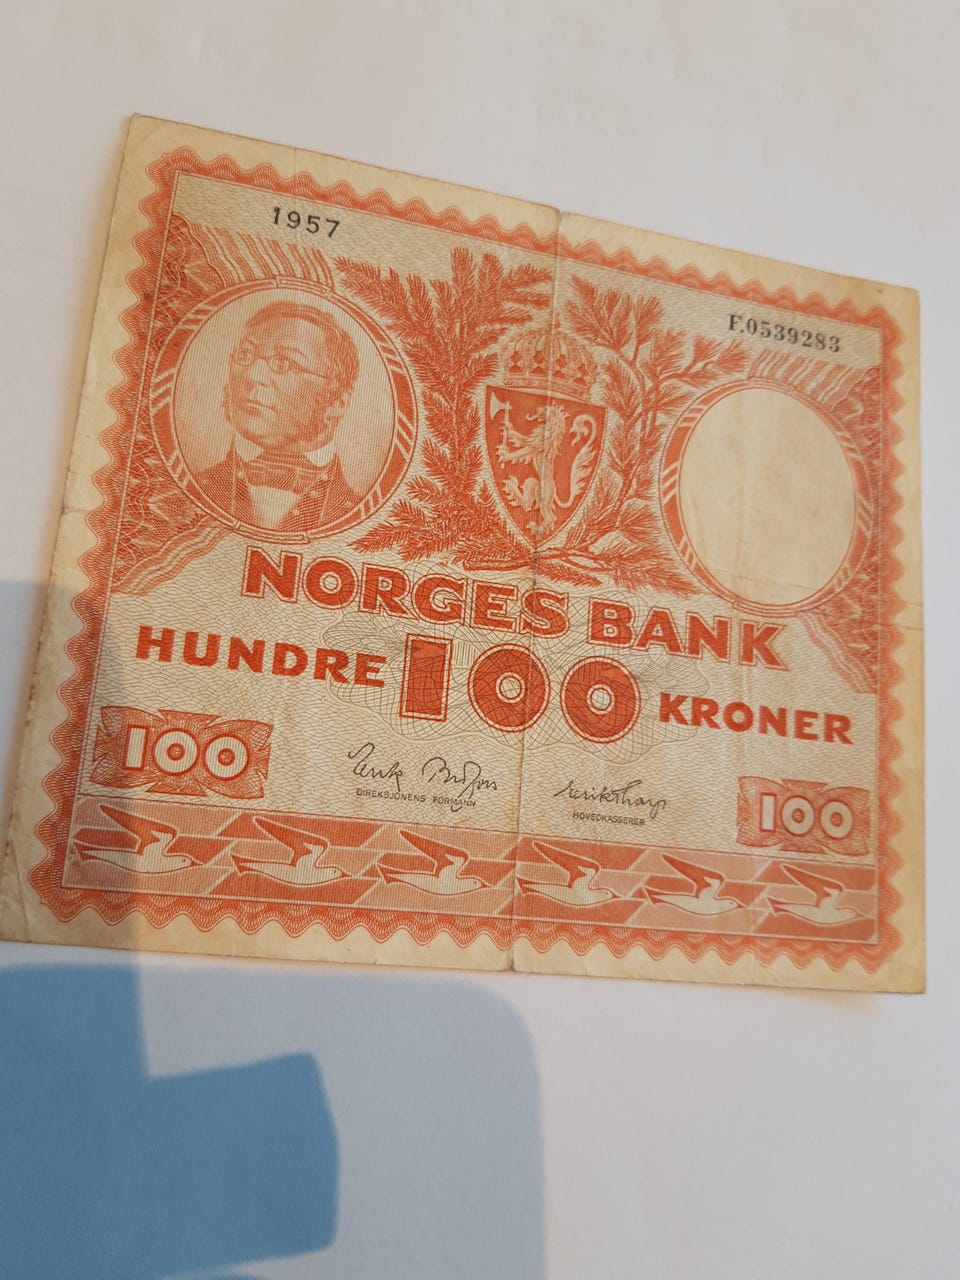 1957
F.0539283
NORGES BANK
HUNDRE 100 KRONER
100
100
DIREKSJONENS FORMANN
HOVEDKASSERER